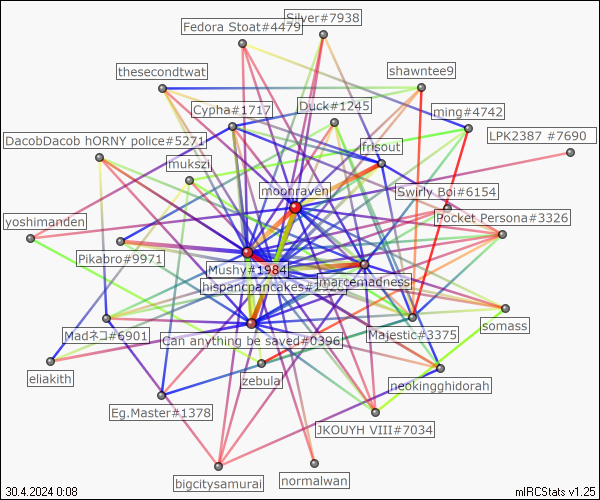 Silver#7938
Fedora Stoat#4479
thesecondtwat
shawntee9
Cypha#1717
Duck#1245
ming#4742
LPK2387 #7690
DacobDacob hORNY police#5271
frisout
mukszi
moonraven
Swirly Boi#6154
yoshimanden
Pocket Persona#3326
Pikabro#9971
Mushy#1984
marcemadness
Madネコ#6901
Can anything be saved#0396
Majestic#3375
somass
eliakith
zebula
neokingghidorah
Eg.Master#1378
JKOUYH VIII#7034
bigcitysamurai
normalwan
30.4.2024 0:08
mIRCStats v1.25